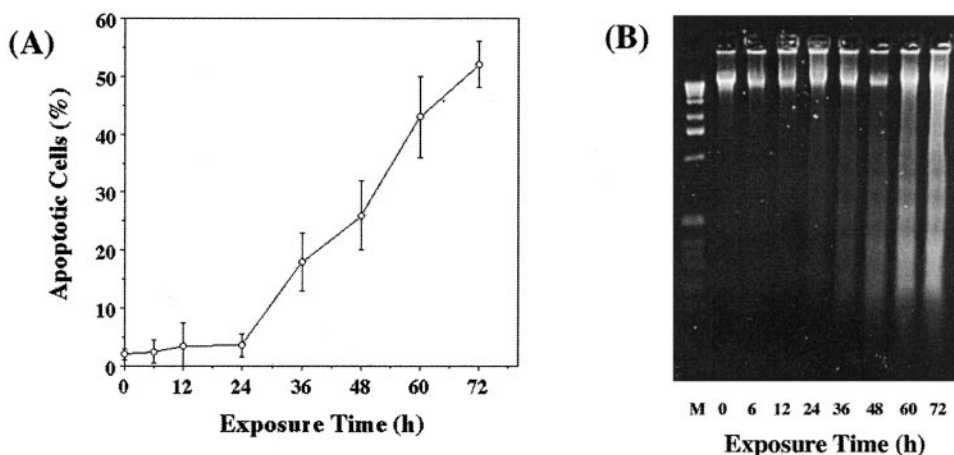 (A)
Apoptotic Cells (%)
60
50
40
30
20
10
0
0 12 24 36 48 60 72
Exposure Time (h)
(B)
M 0 6 12 24 36 48 60 72
Exposure Time (h)